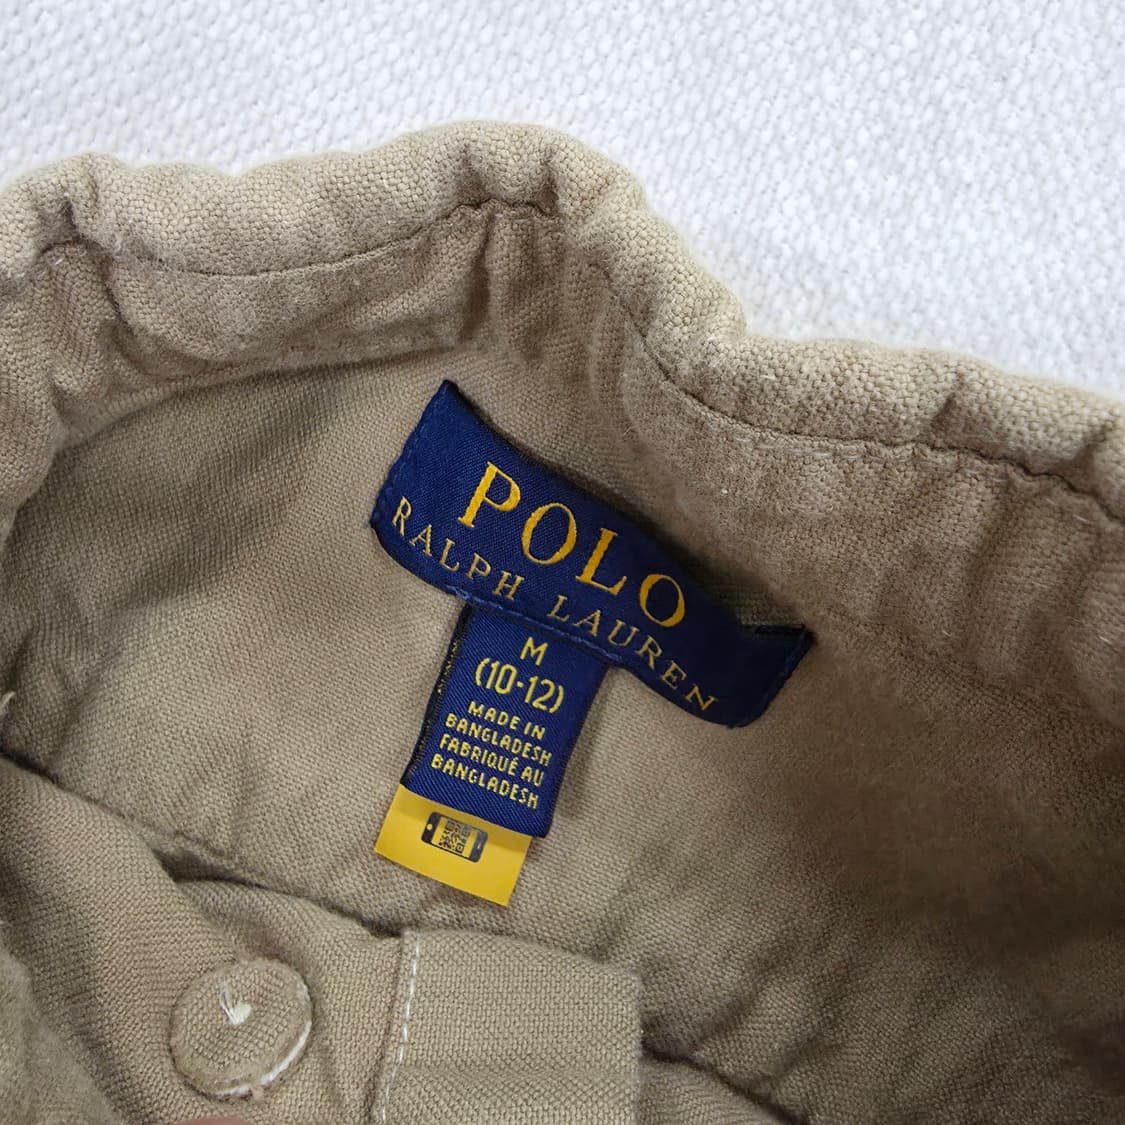 POLO
RALPH LAUREN
M
(10-12)
MADE IN
BANGLADESH
FABRIQUÉ AU
BANGLADESH